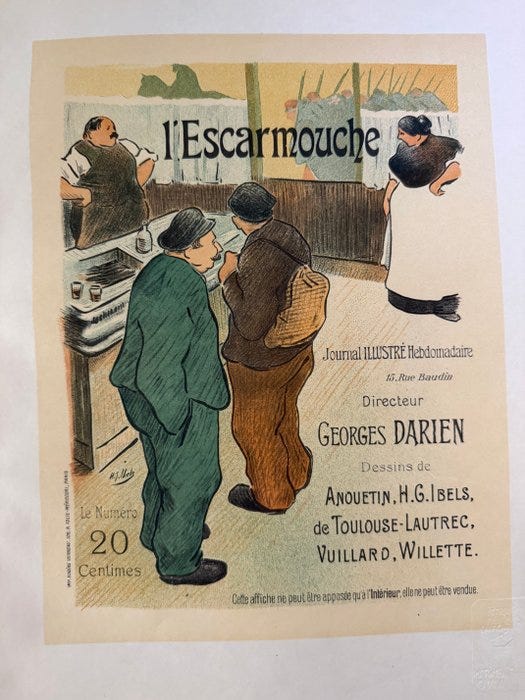 l'Escarmouche
Journal ILLUSTRÉ Hebdomadaire
15, Rue Baudin
Directeur
GEORGES DARIEN
Dessins de
ANQUETIN, H.G. IBELS,
de TOULOUSE-LAUTREC,
VUILLARD, WILLETTE.
H.G. Ibels
Le Numéro
20
Centimes
Cette affiche ne peut être apposée qu'à l'Intérieur, elle ne peut être vendue.